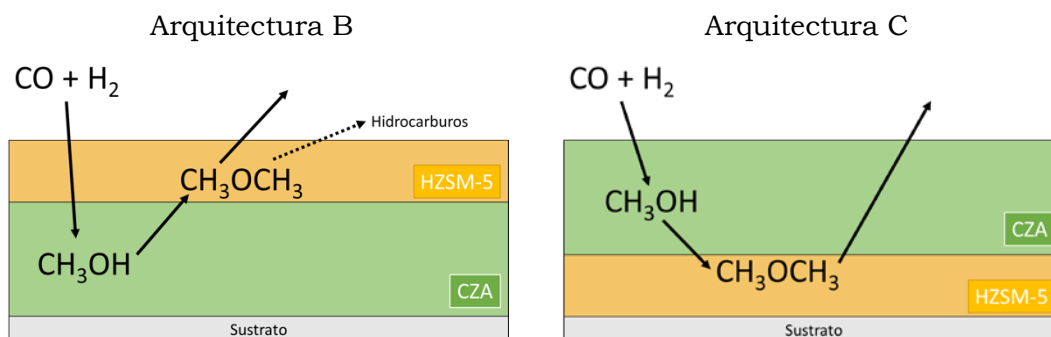 Arquitectura B
CO + H₂
Hidrocarburos
CH₃OCH₃
HZSM-5
CH₃OH
CZA
Sustrato
Arquitectura C
CO + H₂
CH₃OH
CZA
CH₃OCH₃
HZSM-5
Sustrato